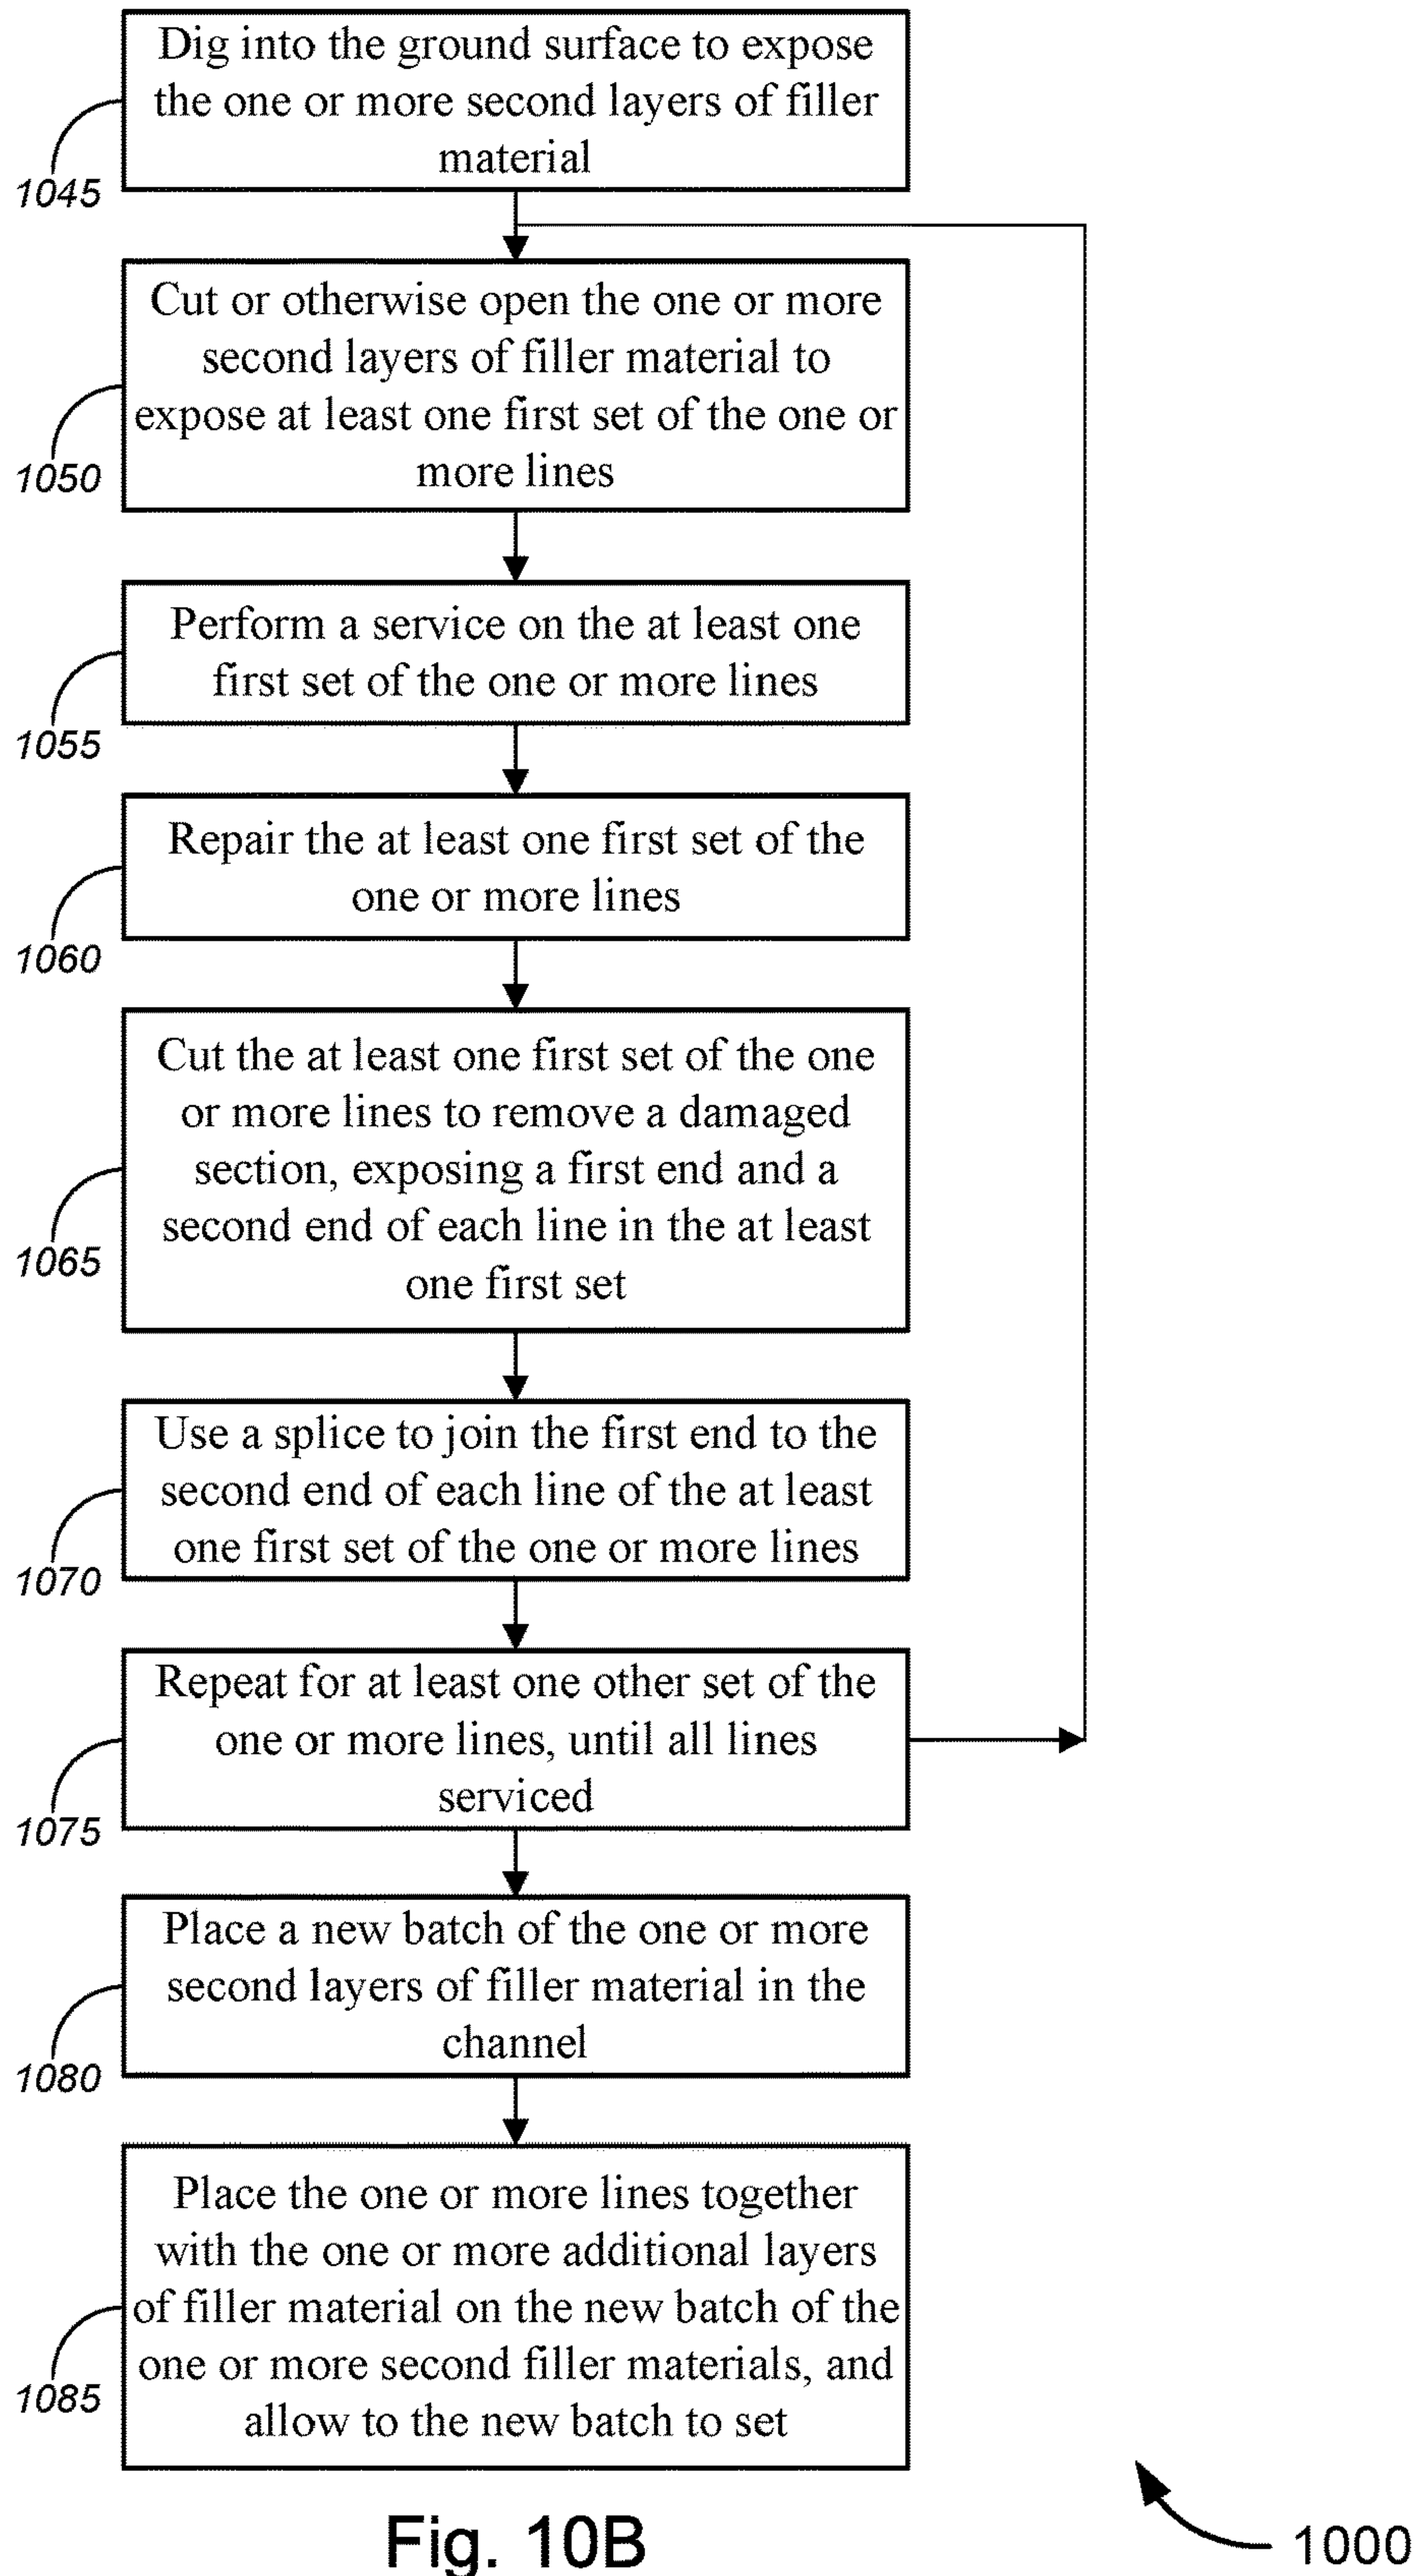 Dig into the ground surface to expose
the one or more second layers of filler
material
1045
Cut or otherwise open the one or more
second layers of filler material to
expose at least one first set of the one or
more lines
1050
Perform a service on the at least one
first set of the one or more lines
1055
Repair the at least one first set of the
one or more lines
1060
Cut the at least one first set of the one
or more lines to remove a damaged
section, exposing a first end and a
second end of each line in the at least
one first set
1065
Use a splice to join the first end to the
second end of each line of the at least
one first set of the one or more lines
1070
Repeat for at least one other set of the
one or more lines, until all lines
serviced
1075
Place a new batch of the one or more
second layers of filler material in the
channel
1080
Place the one or more lines together
with the one or more additional layers
of filler material on the new batch of the
one or more second filler materials, and
allow to the new batch to set
1085
Fig. 10B
1000